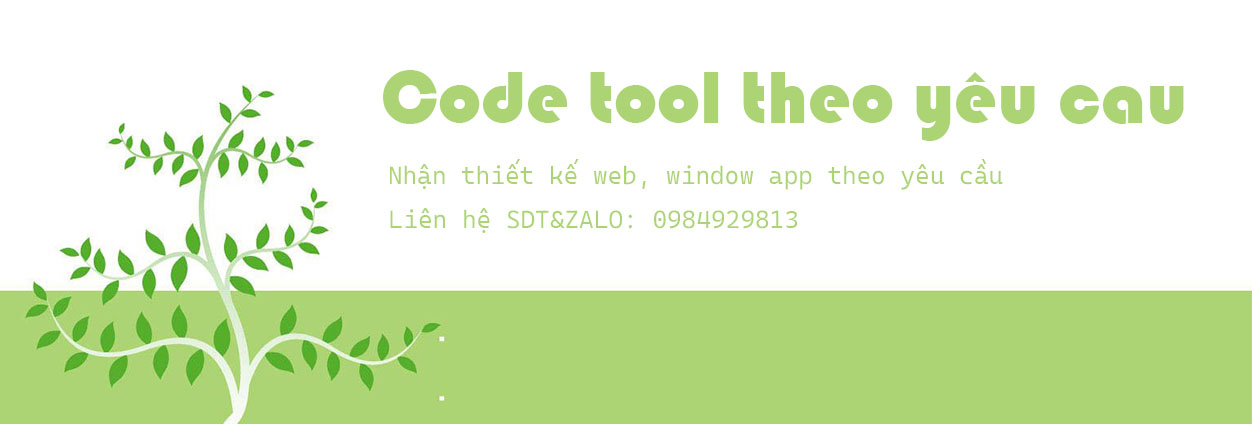 Code tool theo yêu cau
Nhận thiết kế web, window app theo yêu cầu
Liên hệ SDT&ZALO: 0984929813